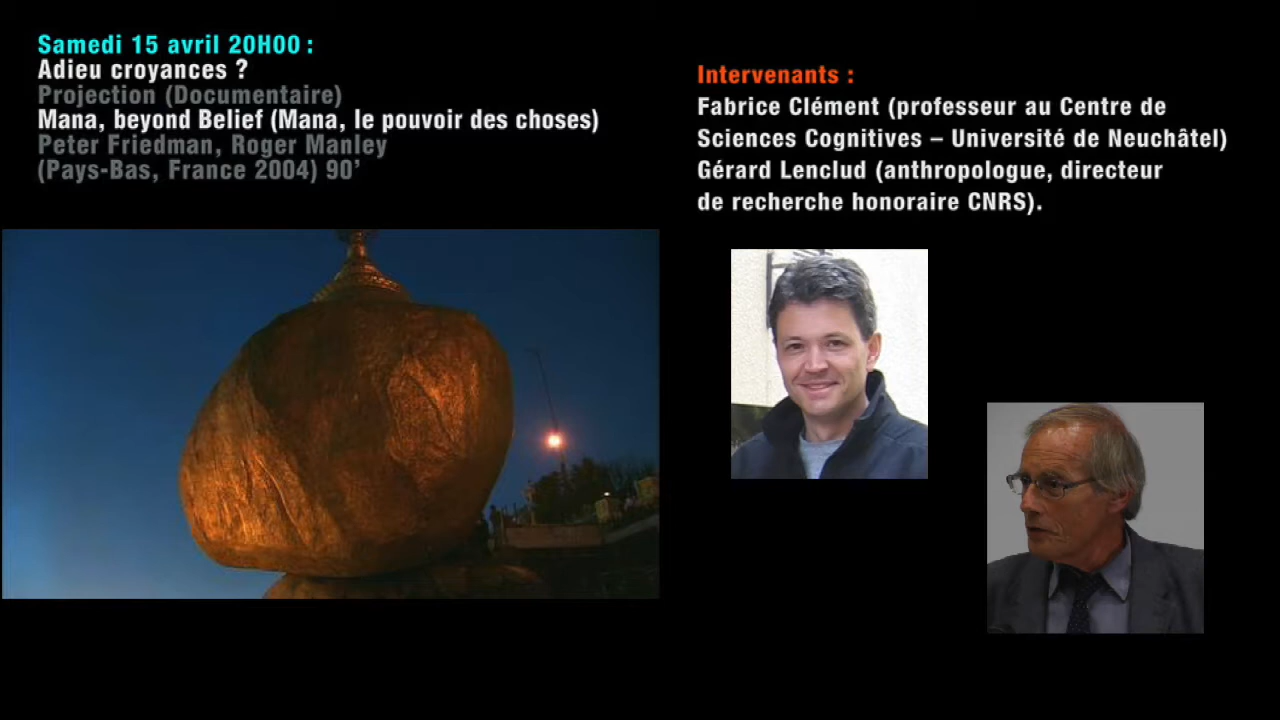 Samedi 15 avril 20H00 :
Adieu croyances ?
Projection (Documentaire)
Mana, beyond Belief (Mana, le pouvoir des choses)
Peter Friedman, Roger Manley
(Pays-Bas, France 2004) 90’
Intervenants :
Fabrice Clément (professeur au Centre de
Sciences Cognitives – Université de Neuchâtel)
Gérard Lenclud (anthropologue, directeur
de recherche honoraire CNRS).